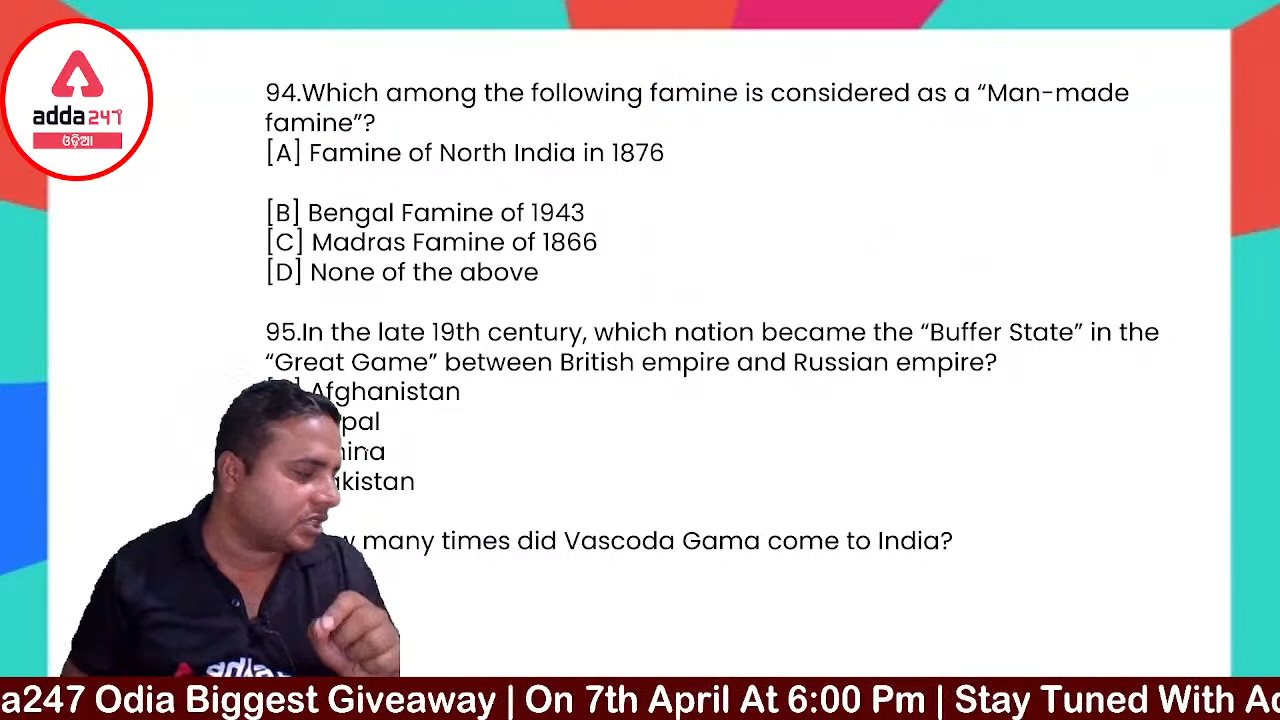 adda247
ଓଡ଼ିଆ
94.Which among the following famine is considered as a “Man-made
famine”?
[A] Famine of North India in 1876
[B] Bengal Famine of 1943
[C] Madras Famine of 1866
[D] None of the above
95.In the late 19th century, which nation became the “Buffer State” in the
“Great Game” between British empire and Russian empire?
Afghanistan
many times did Vascoda Gama come to India?
a247 Odia Biggest Giveaway | On 7th April At 6:00 Pm | Stay Tuned With Ad